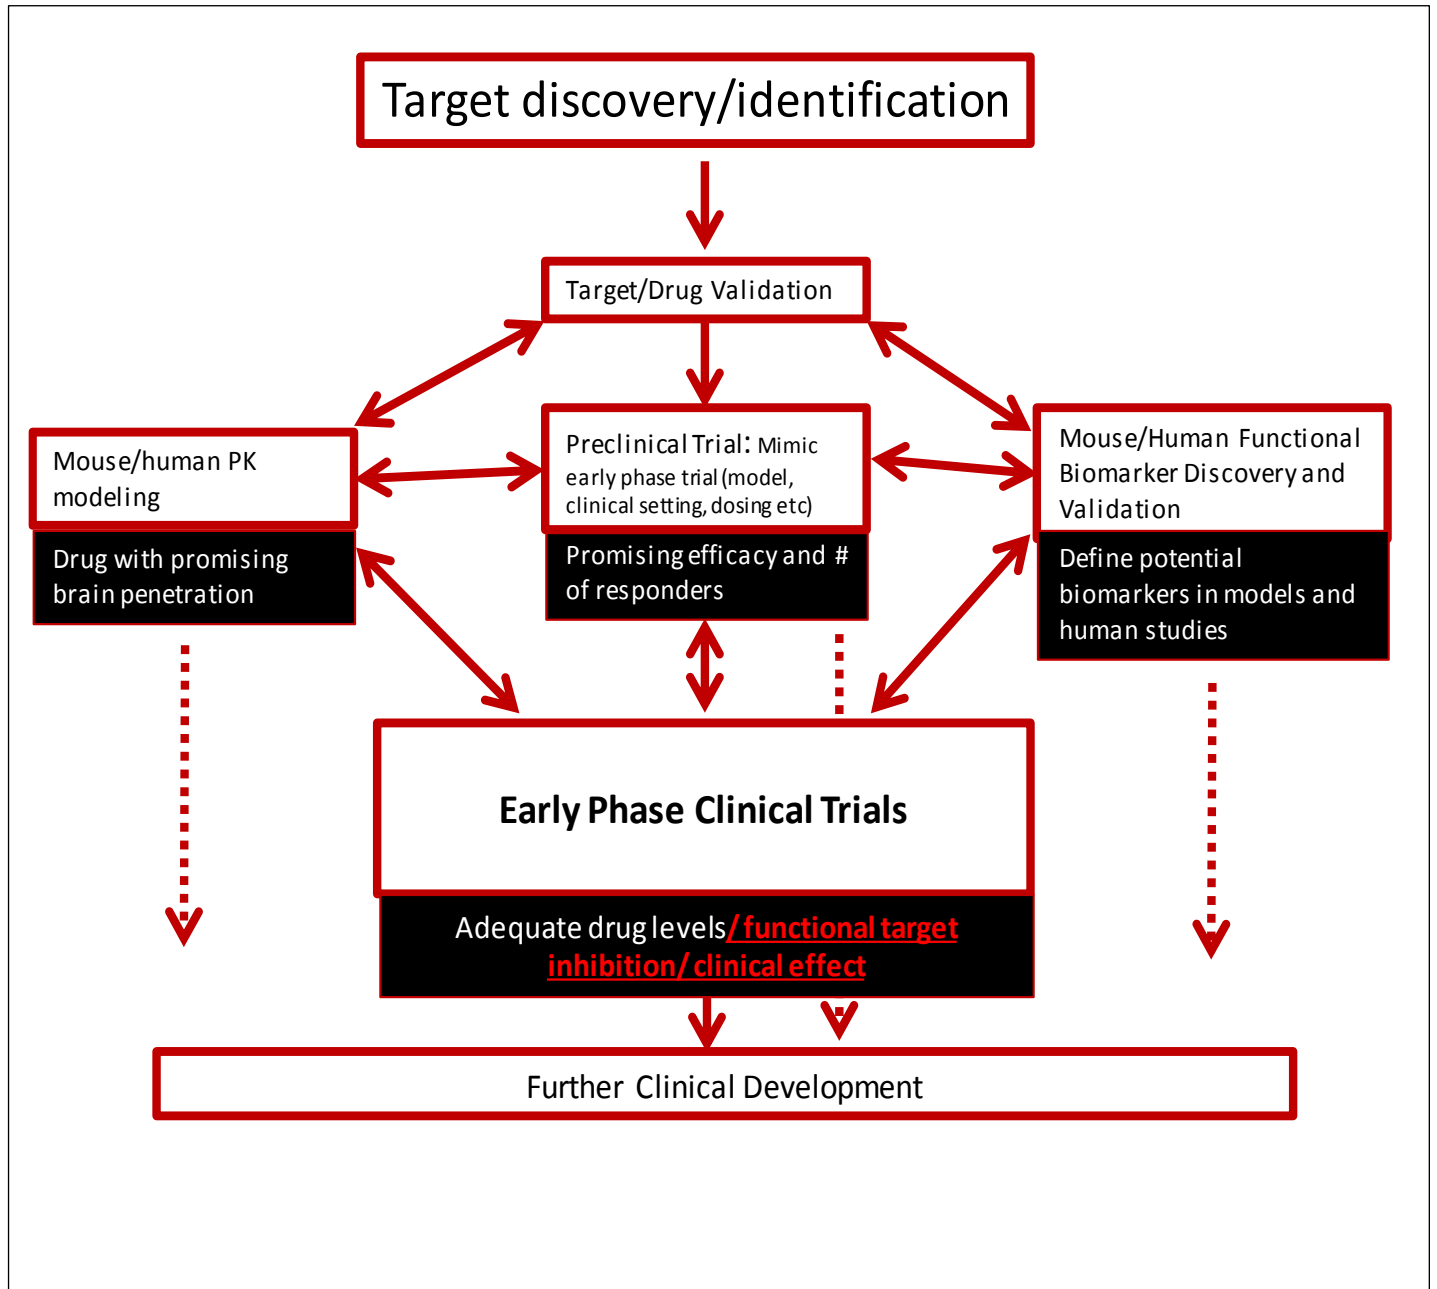 Target discovery/identification
Target/Drug Validation
Mouse/human PK
modeling
Drug with promising
brain penetration
Preclinical Trial: Mimic
early phase trial (model,
clinical setting, dosing etc)
Promising efficacy and #
of responders
Mouse/Human Functional
Biomarker Discovery and
Validation
Define potential
biomarkers in models and
human studies
Early Phase Clinical Trials
Adequate drug levels/functional target
inhibition/clinical effect
Further Clinical Development